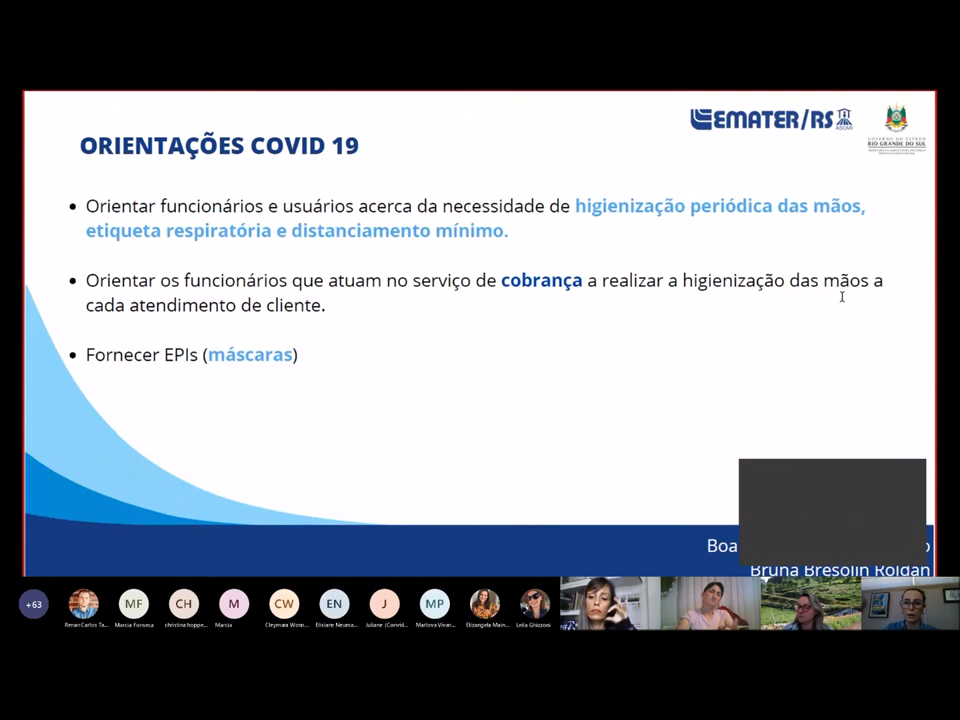 EMATER/RS
ASCAR
GOVERNO DO ESTADO
RIO GRANDE DO SUL
ORIENTAÇÕES COVID 19
• Orientar funcionários e usuários acerca da necessidade de higienização periódica das mãos,
etiqueta respiratória e distanciamento mínimo.
• Orientar os funcionários que atuam no serviço de cobrança a realizar a higienização das mãos a
cada atendimento de cliente.
• Fornecer EPIs (máscaras)
Boa
Bruna Bresolin Roldan
+63
MF
CH
M
CW
EN
J
MP
Renan Carlos Ta...
Marcia Fonseca
christina hoppe...
Marcia
Cleymara Wosn...
Elisiane Neuma...
Juliane (Convid...
Marlova Vivan...
Elizangela Main...
Leila Ghizzoni